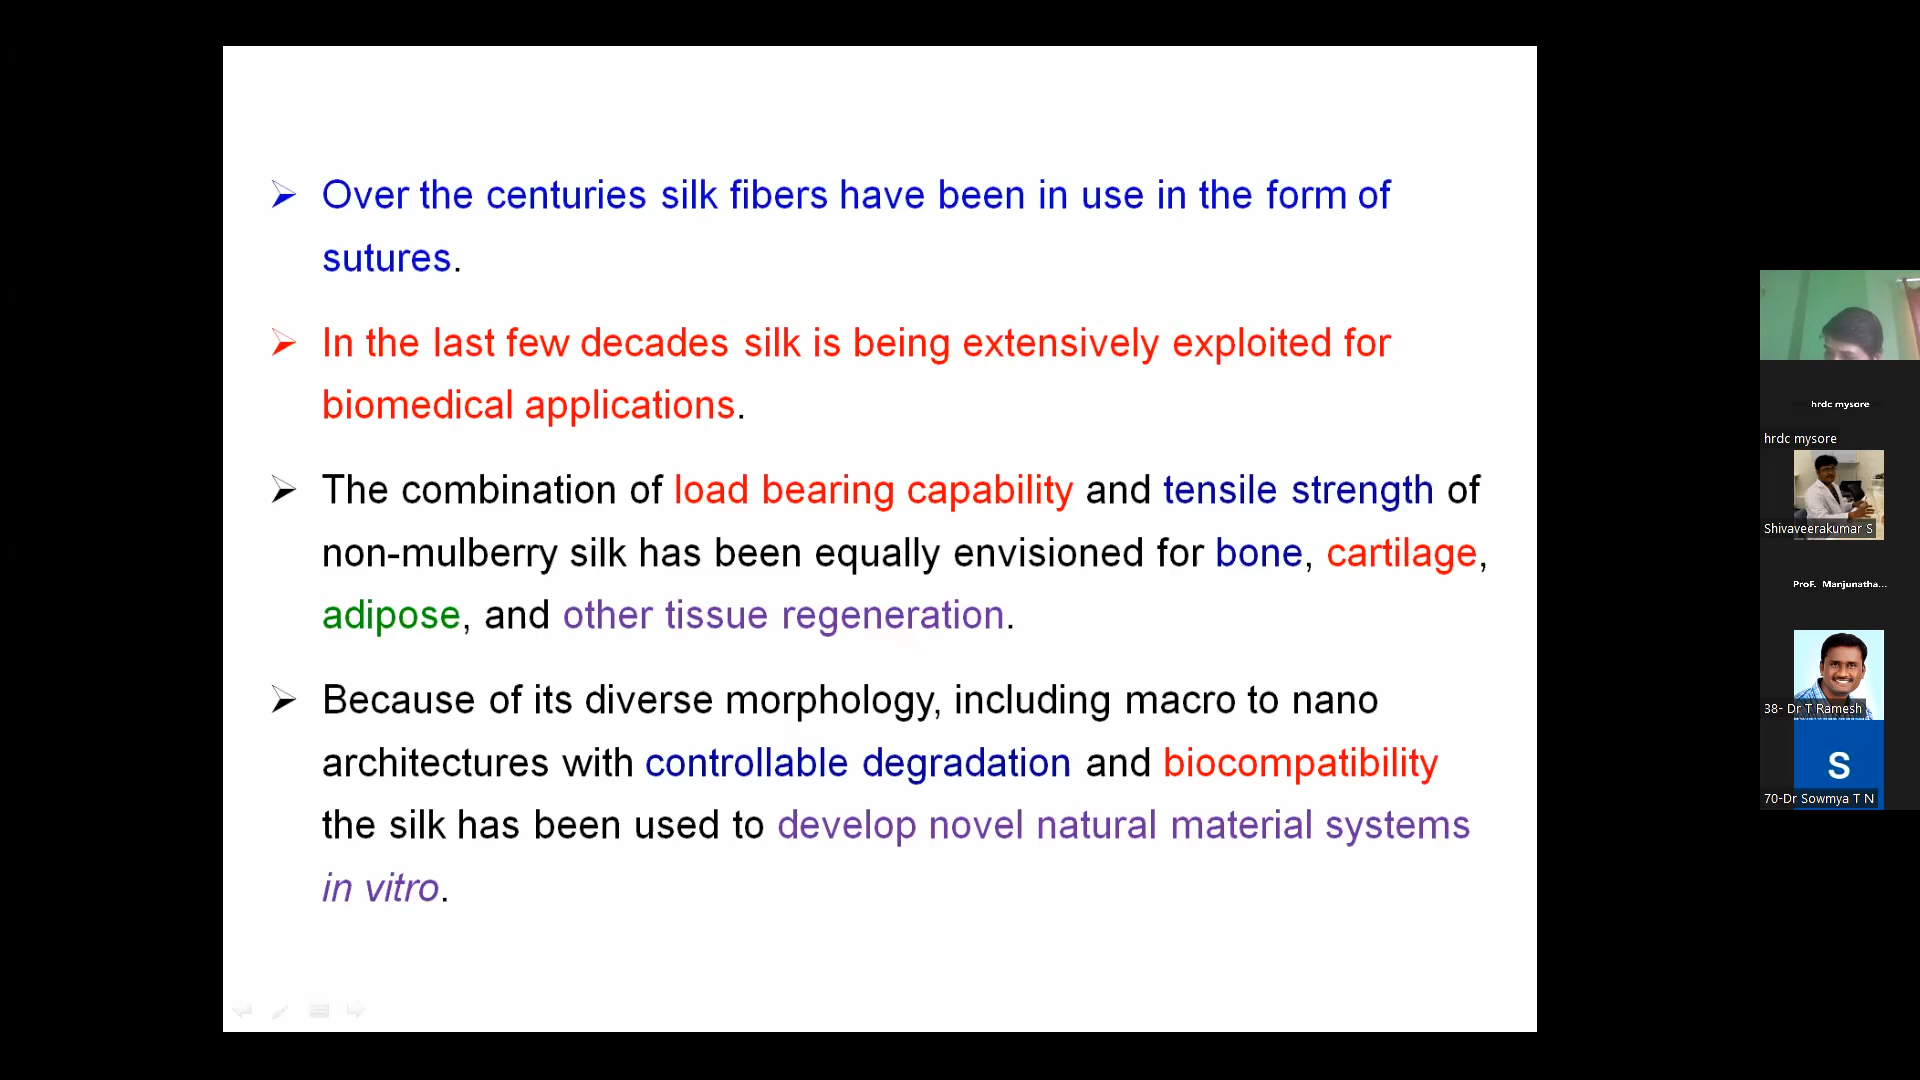 Over the centuries silk fibers have been in use in the form of
sutures.
In the last few decades silk is being extensively exploited for
biomedical applications.
The combination of load bearing capability and tensile strength of
non-mulberry silk has been equally envisioned for bone, cartilage,
adipose, and other tissue regeneration.
Because of its diverse morphology, including macro to nano
architectures with controllable degradation and biocompatibility
the silk has been used to develop novel natural material systems
in vitro.
hrdc mysore
hrdc mysore
Shivaveerakumar S
ProF. Manjunatha...
38- Dr T Ramesh
S
70-Dr Sowmya T N